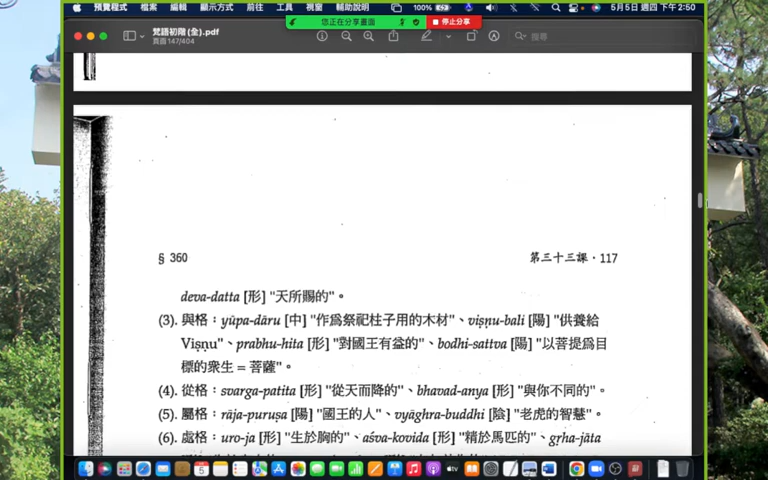 預覽程式 檔案 編輯 顯示方式 前往 工具 視窗 輔助說明 100% 5月5日 週四 下午 2:50
您正在分享畫面 停止分享
梵語初階(全).pdf
頁面 147/404
搜尋
§ 360 第三十三課·117
deva-datta [形] "天所賜的"。
(3). 與格：yūpa-dāru [中] "作爲祭祀柱子用的木材"、viṣṇu-bali [陽] "供養給
Viṣṇu"、prabhu-hita [形] "對國王有益的"、bodhi-sattva [陽] "以菩提爲目
標的衆生 = 菩薩"。
(4). 從格：svarga-patita [形] "從天而降的"、bhavad-anya [形] "與你不同的"。
(5). 屬格：rāja-puruṣa [陽] "國王的人"、vyāghra-buddhi [陰] "老虎的智慧"。
(6). 處格：uro-ja [形] "生於胸的"、aśva-kovida [形] "精於馬匹的"、gṛha-jāta